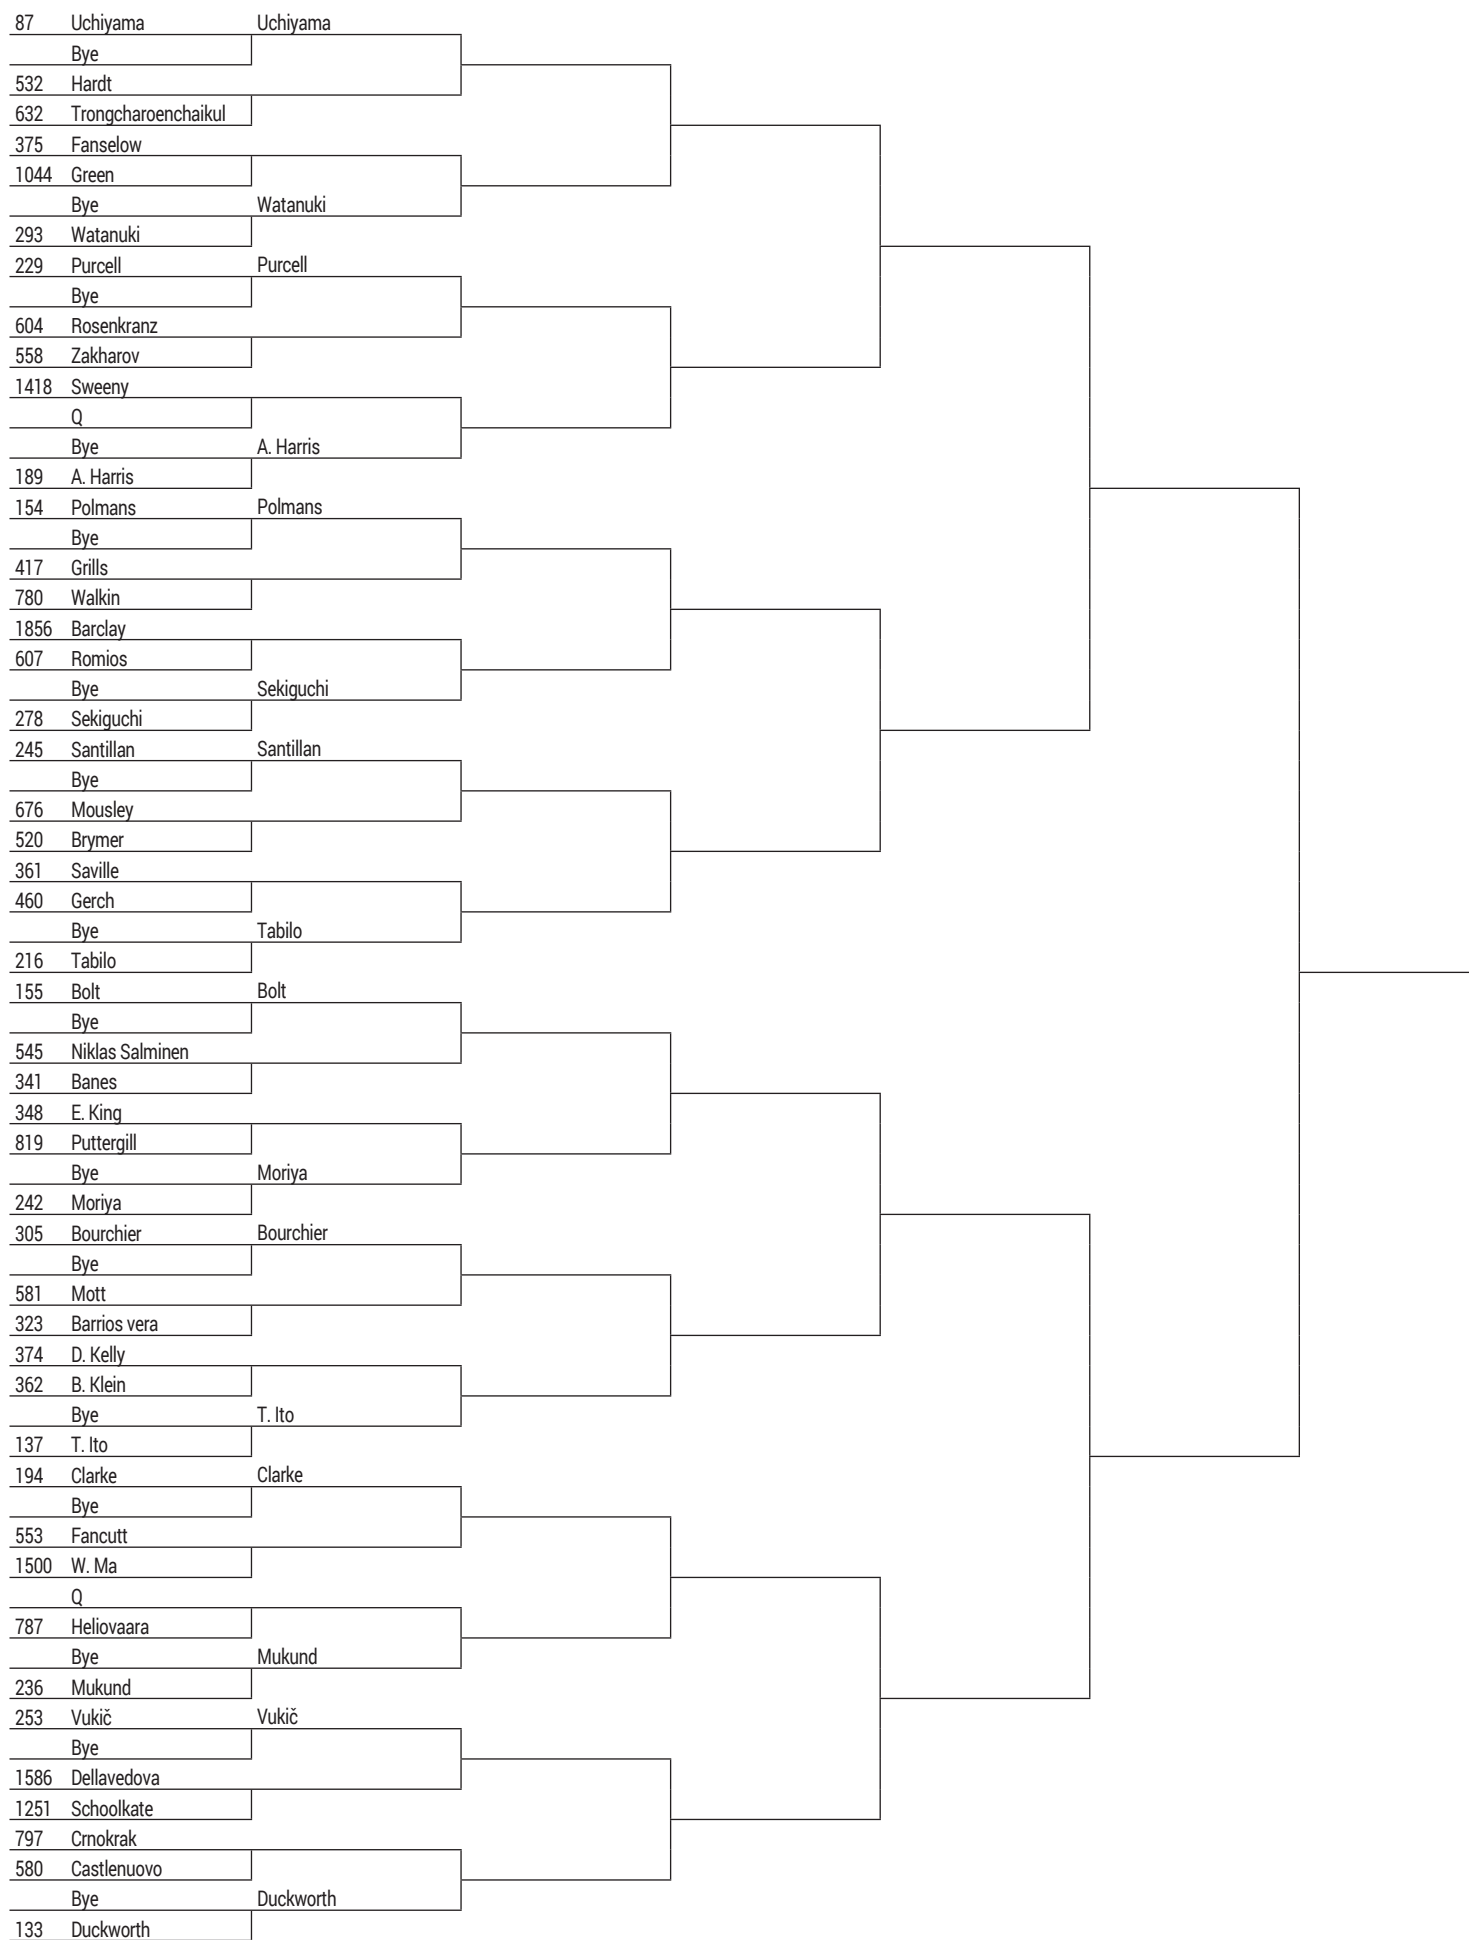 87 Uchiyama Uchiyama
Bye
532 Hardt
632 Trongcharoenchaikul
375 Fanselow
1044 Green
Bye Watanuki
293 Watanuki
229 Purcell Purcell
Bye
604 Rosenkranz
558 Zakharov
1418 Sweeny
Q
Bye A. Harris
189 A. Harris
154 Polmans Polmans
Bye
417 Grills
780 Walkin
1856 Barclay
607 Romios
Bye Sekiguchi
278 Sekiguchi
245 Santillan Santillan
Bye
676 Mousley
520 Brymer
361 Saville
460 Gerch
Bye Tabilo
216 Tabilo
155 Bolt Bolt
Bye
545 Niklas Salminen
341 Banes
348 E. King
819 Puttergill
Bye Moriya
242 Moriya
305 Bourchier Bourchier
Bye
581 Mott
323 Barrios vera
374 D. Kelly
362 B. Klein
Bye T. Ito
137 T. Ito
194 Clarke Clarke
Bye
553 Fancutt
1500 W. Ma
Q
787 Heliovaara
Bye Mukund
236 Mukund
253 Vukič Vukič
Bye
1586 Dellavedova
1251 Schoolkate
797 Crnokrak
580 Castlenuovo
Bye Duckworth
133 Duckworth